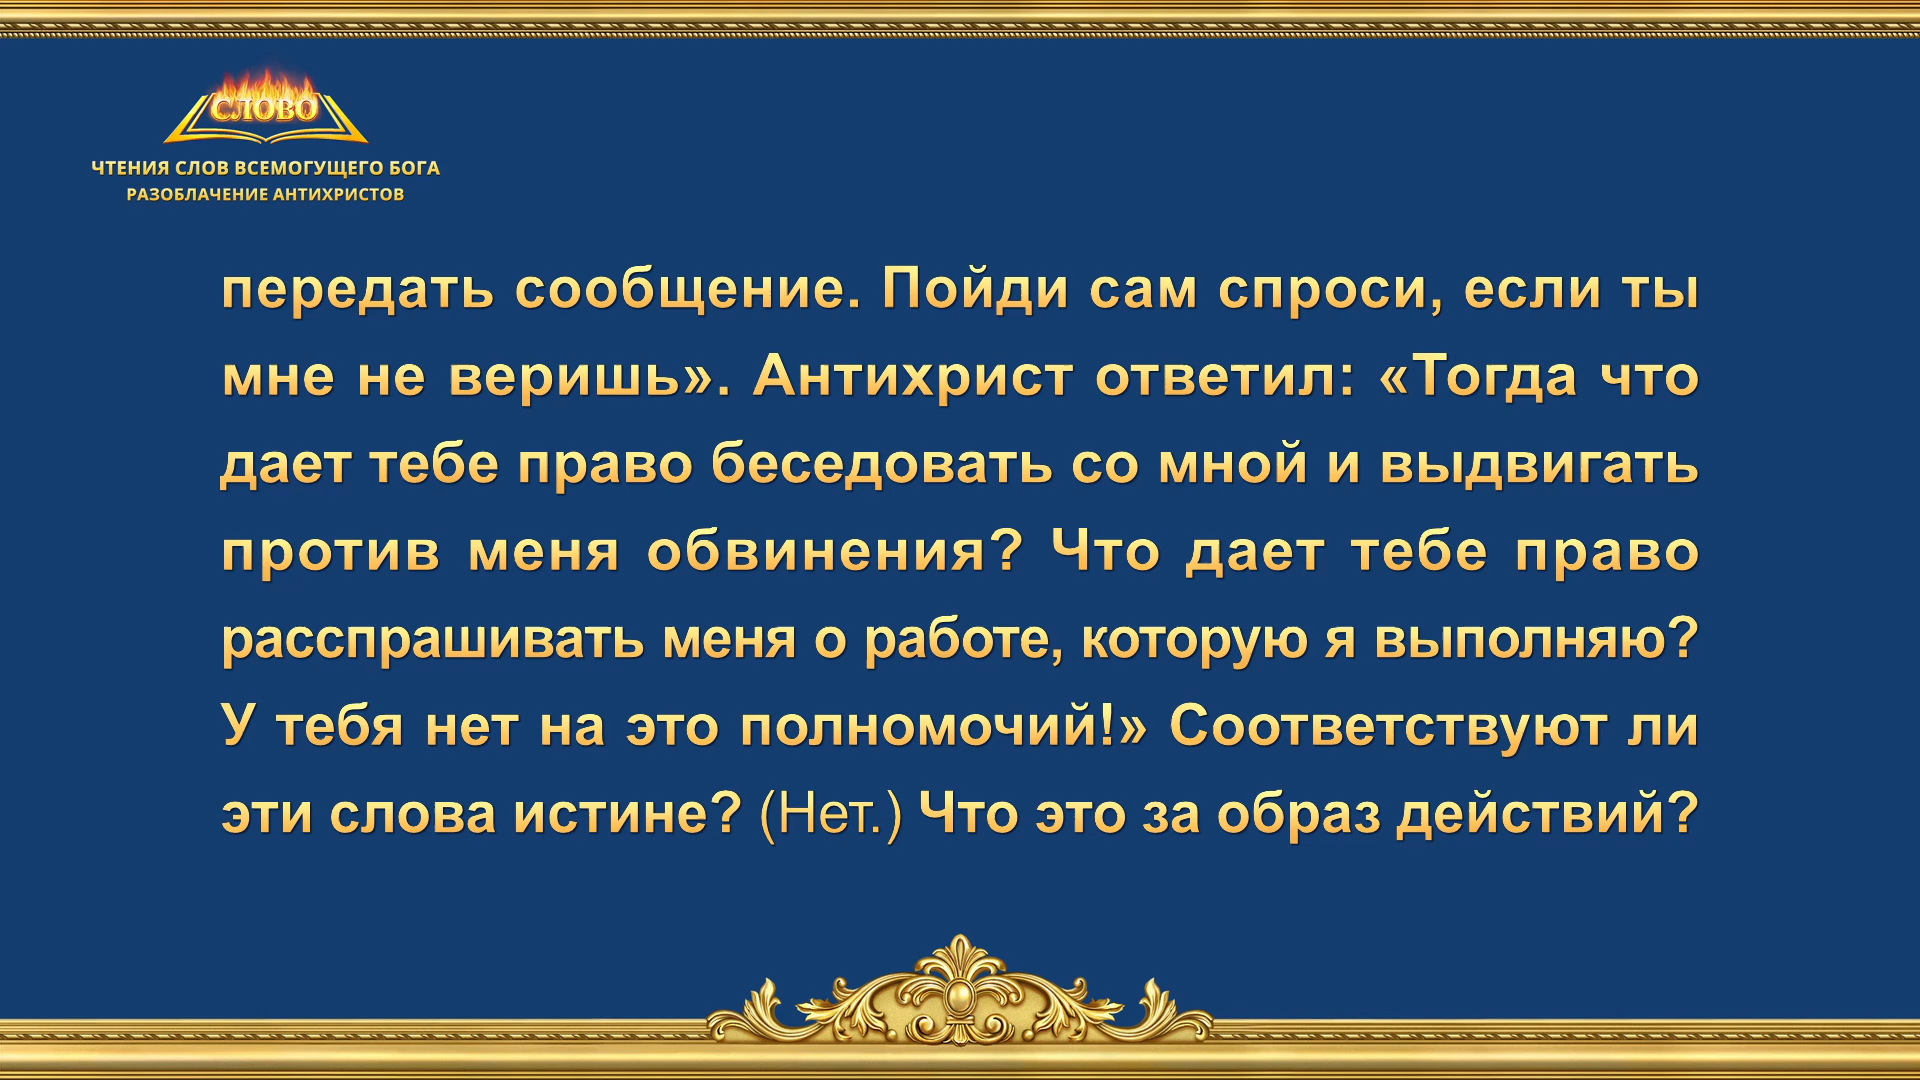 СЛОВО
ЧТЕНИЯ СЛОВ ВСЕМОГУЩЕГО БОГА
РАЗОБЛАЧЕНИЕ АНТИХРИСТОВ
передать сообщение. Пойди сам спроси, если ты
мне не веришь». Антихрист ответил: «Тогда что
дает тебе право беседовать со мной и выдвигать
против меня обвинения? Что дает тебе право
расспрашивать меня о работе, которую я выполняю?
У тебя нет на это полномочий!» Соответствуют ли
эти слова истине? (Нет.) Что это за образ действий?